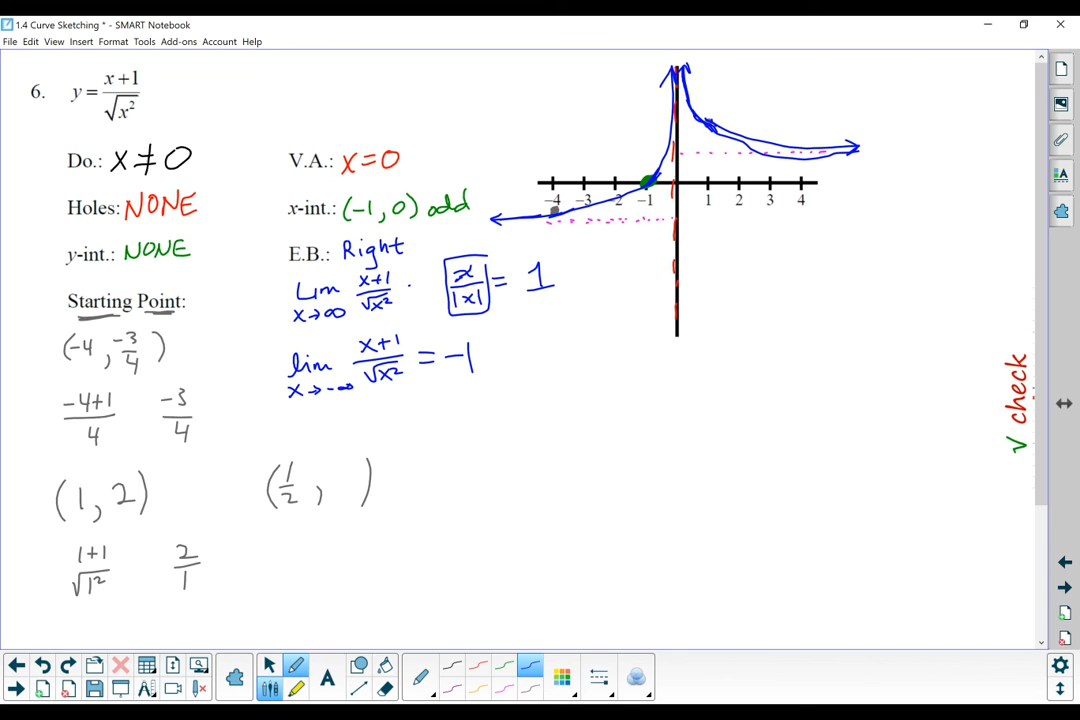 1.4 Curve Sketching * - SMART Notebook
File Edit View Insert Format Tools Add-ons Account Help
6. y = x+1 / √x²
Do.: x ≠ 0
V.A.: x = 0
Holes: NONE
x-int.: (-1, 0) odd
y-int.: NONE
E.B.: Right
Starting Point:
lim x→∞ x+1 / √x² · x / |x| = 1
(-4, -3/4)
lim x→-∞ x+1 / √x² = -1
-4+1 / 4 -3 / 4
(1, 2) (1/2, )
1+1 / √1² 2 / 1
-4 -3 -2 -1 1 2 3 4
√ check